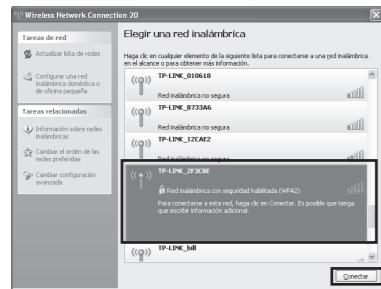 Wireless Network Connection 20
Tareas de red
Actualizar lista de redes
Configurar una red
inalámbrica doméstica o
de oficina pequeña
Tareas relacionadas
Información sobre redes
inalámbricas
Cambiar el orden de las
redes preferidas
Cambiar configuración
avanzada
Elegir una red inalámbrica
Haga clic en cualquier elemento de la siguiente lista para conectarse a una red inalámbrica
en el alcance o para obtener más información.
TP-LINK_010618
Red inalámbrica no segura
TP-LINK_8733A6
Red inalámbrica no segura
TP-LINK_12CAE2
Red inalámbrica no segura
TP-LINK_2F3CBE
Red inalámbrica con seguridad habilitada (WPA2)
Para conectarse a esta red, haga clic en Conectar. Es posible que tenga
que escribir información adicional.
TP-LINK_bill
Conectar